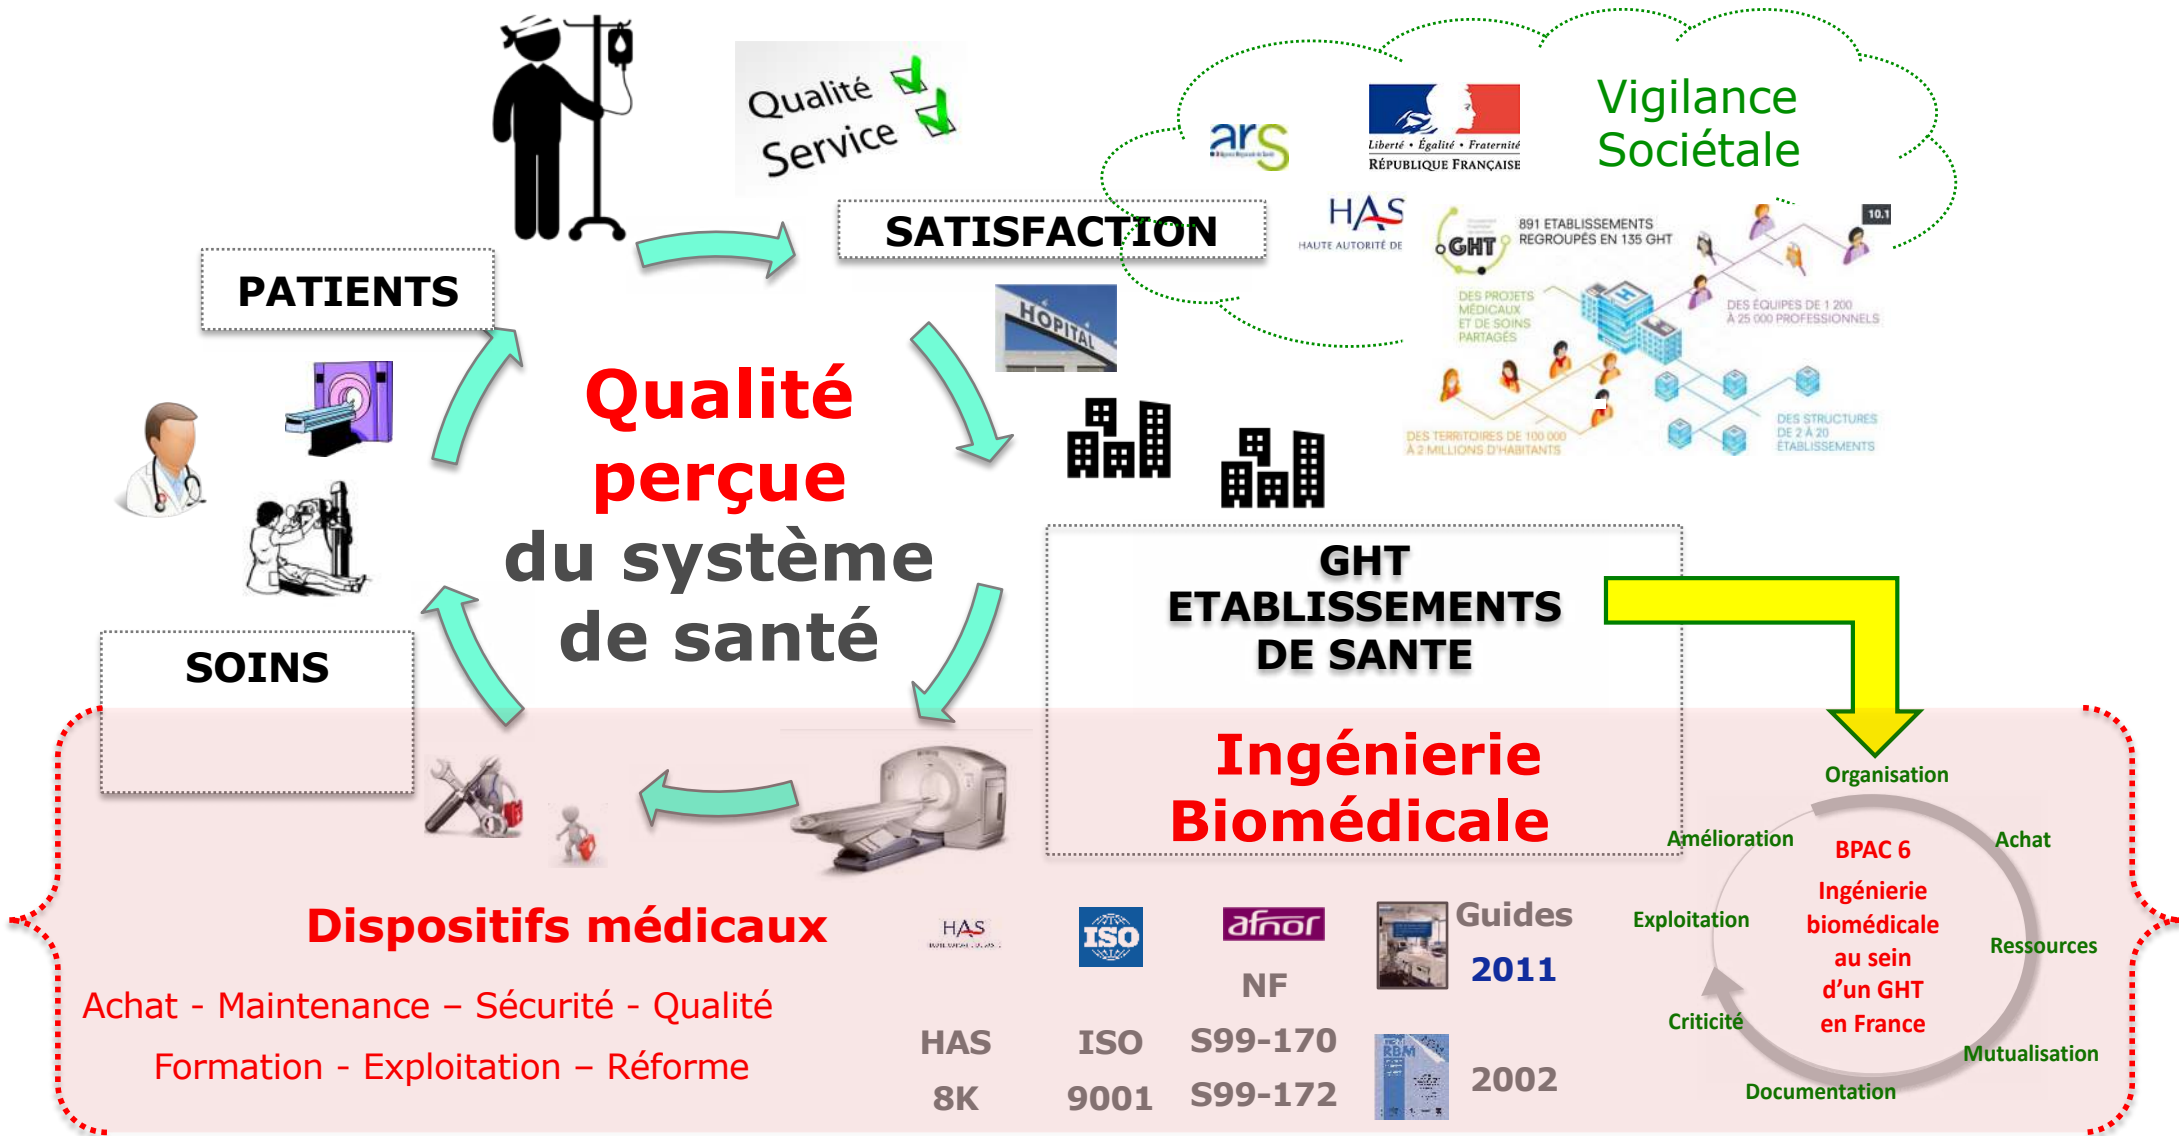 Qualité
Service
Vigilance
Sociétale
ars
Liberté • Égalité • Fraternité
RÉPUBLIQUE FRANÇAISE
SATISFACTION
HAS
HAUTE AUTORITÉ DE
GHT
891 ETABLISSEMENTS
REGROUPÉS EN 135 GHT
10.1
DES PROJETS
MÉDICAUX
ET DE SOINS
PARTAGÉS
DES ÉQUIPES DE 1 200
À 25 000 PROFESSIONNELS
DES TERRITOIRES DE 100 000
À 2 MILLIONS D'HABITANTS
DES STRUCTURES
DE 2 À 20
ÉTABLISSEMENTS
PATIENTS
HOPITAL
Qualité
perçue
du système
de santé
GHT
ETABLISSEMENTS
DE SANTE
SOINS
Ingénierie
Biomédicale
Organisation
Amélioration
Achat
Exploitation
Ressources
Criticité
Mutualisation
Documentation
BPAC 6
Ingénierie
biomédicale
au sein
d'un GHT
en France
Dispositifs médicaux
Achat - Maintenance – Sécurité - Qualité
Formation - Exploitation – Réforme
HAS
HAS
8K
ISO
ISO
9001
afnor
NF
S99-170
S99-172
Guides
2011
RBM
2002